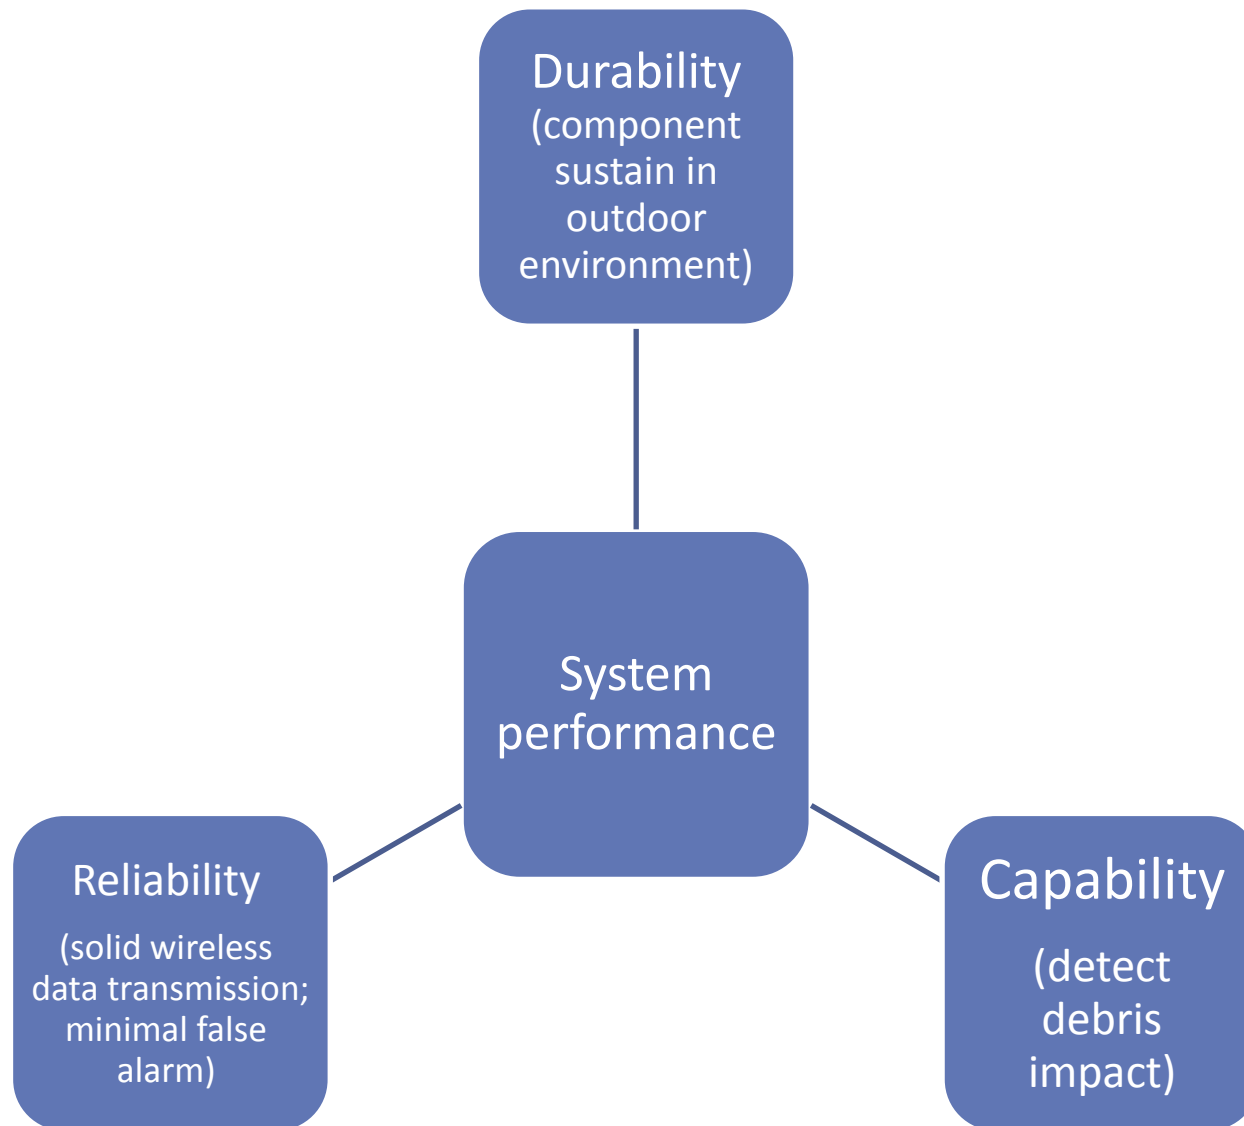 Durability
(component
sustain in
outdoor
environment)
System
performance
Reliability
(solid wireless
data transmission;
minimal false
alarm)
Capability
(detect
debris
impact)